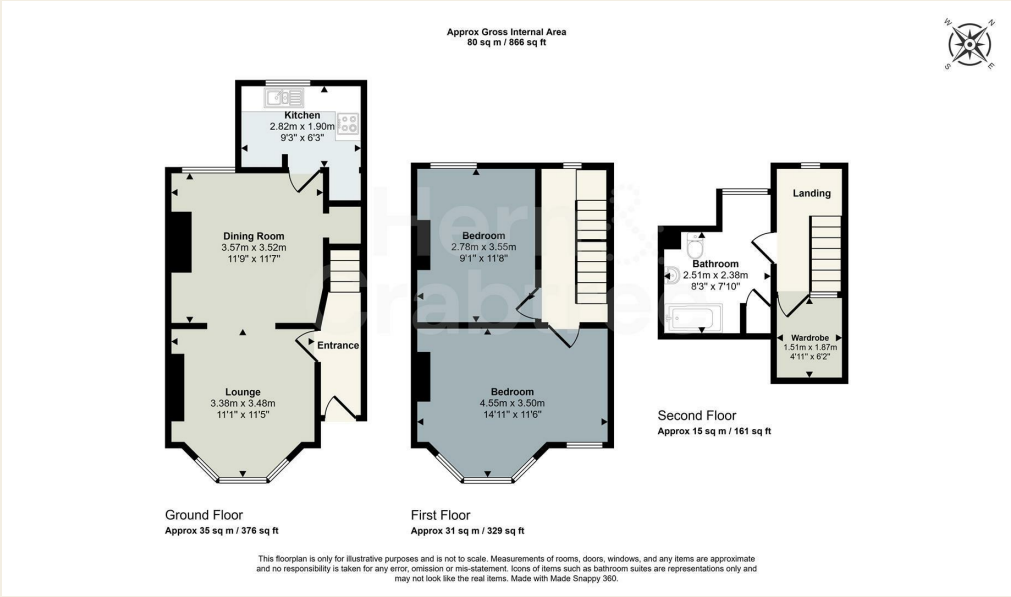 Approx Gross Internal Area
80 sq m / 866 sq ft
W
N
S
E
Kitchen
2.82m x 1.90m
9'3" x 6'3"
Dining Room
3.57m x 3.52m
11'9" x 11'7"
Entrance
Lounge
3.38m x 3.48m
11'1" x 11'5"
Ground Floor
Approx 35 sq m / 376 sq ft
Bedroom
2.78m x 3.55m
9'1" x 11'8"
Bedroom
4.55m x 3.50m
14'11" x 11'6"
First Floor
Approx 31 sq m / 329 sq ft
Landing
Bathroom
2.51m x 2.38m
8'3" x 7'10"
Wardrobe
1.51m x 1.87m
4'11" x 6'2"
Second Floor
Approx 15 sq m / 161 sq ft
Hern &
Crabtree
This floorplan is only for illustrative purposes and is not to scale. Measurements of rooms, doors, windows, and any items are approximate
and no responsibility is taken for any error, omission or mis-statement. Icons of items such as bathroom suites are representations only and
may not look like the real items. Made with Made Snappy 360.